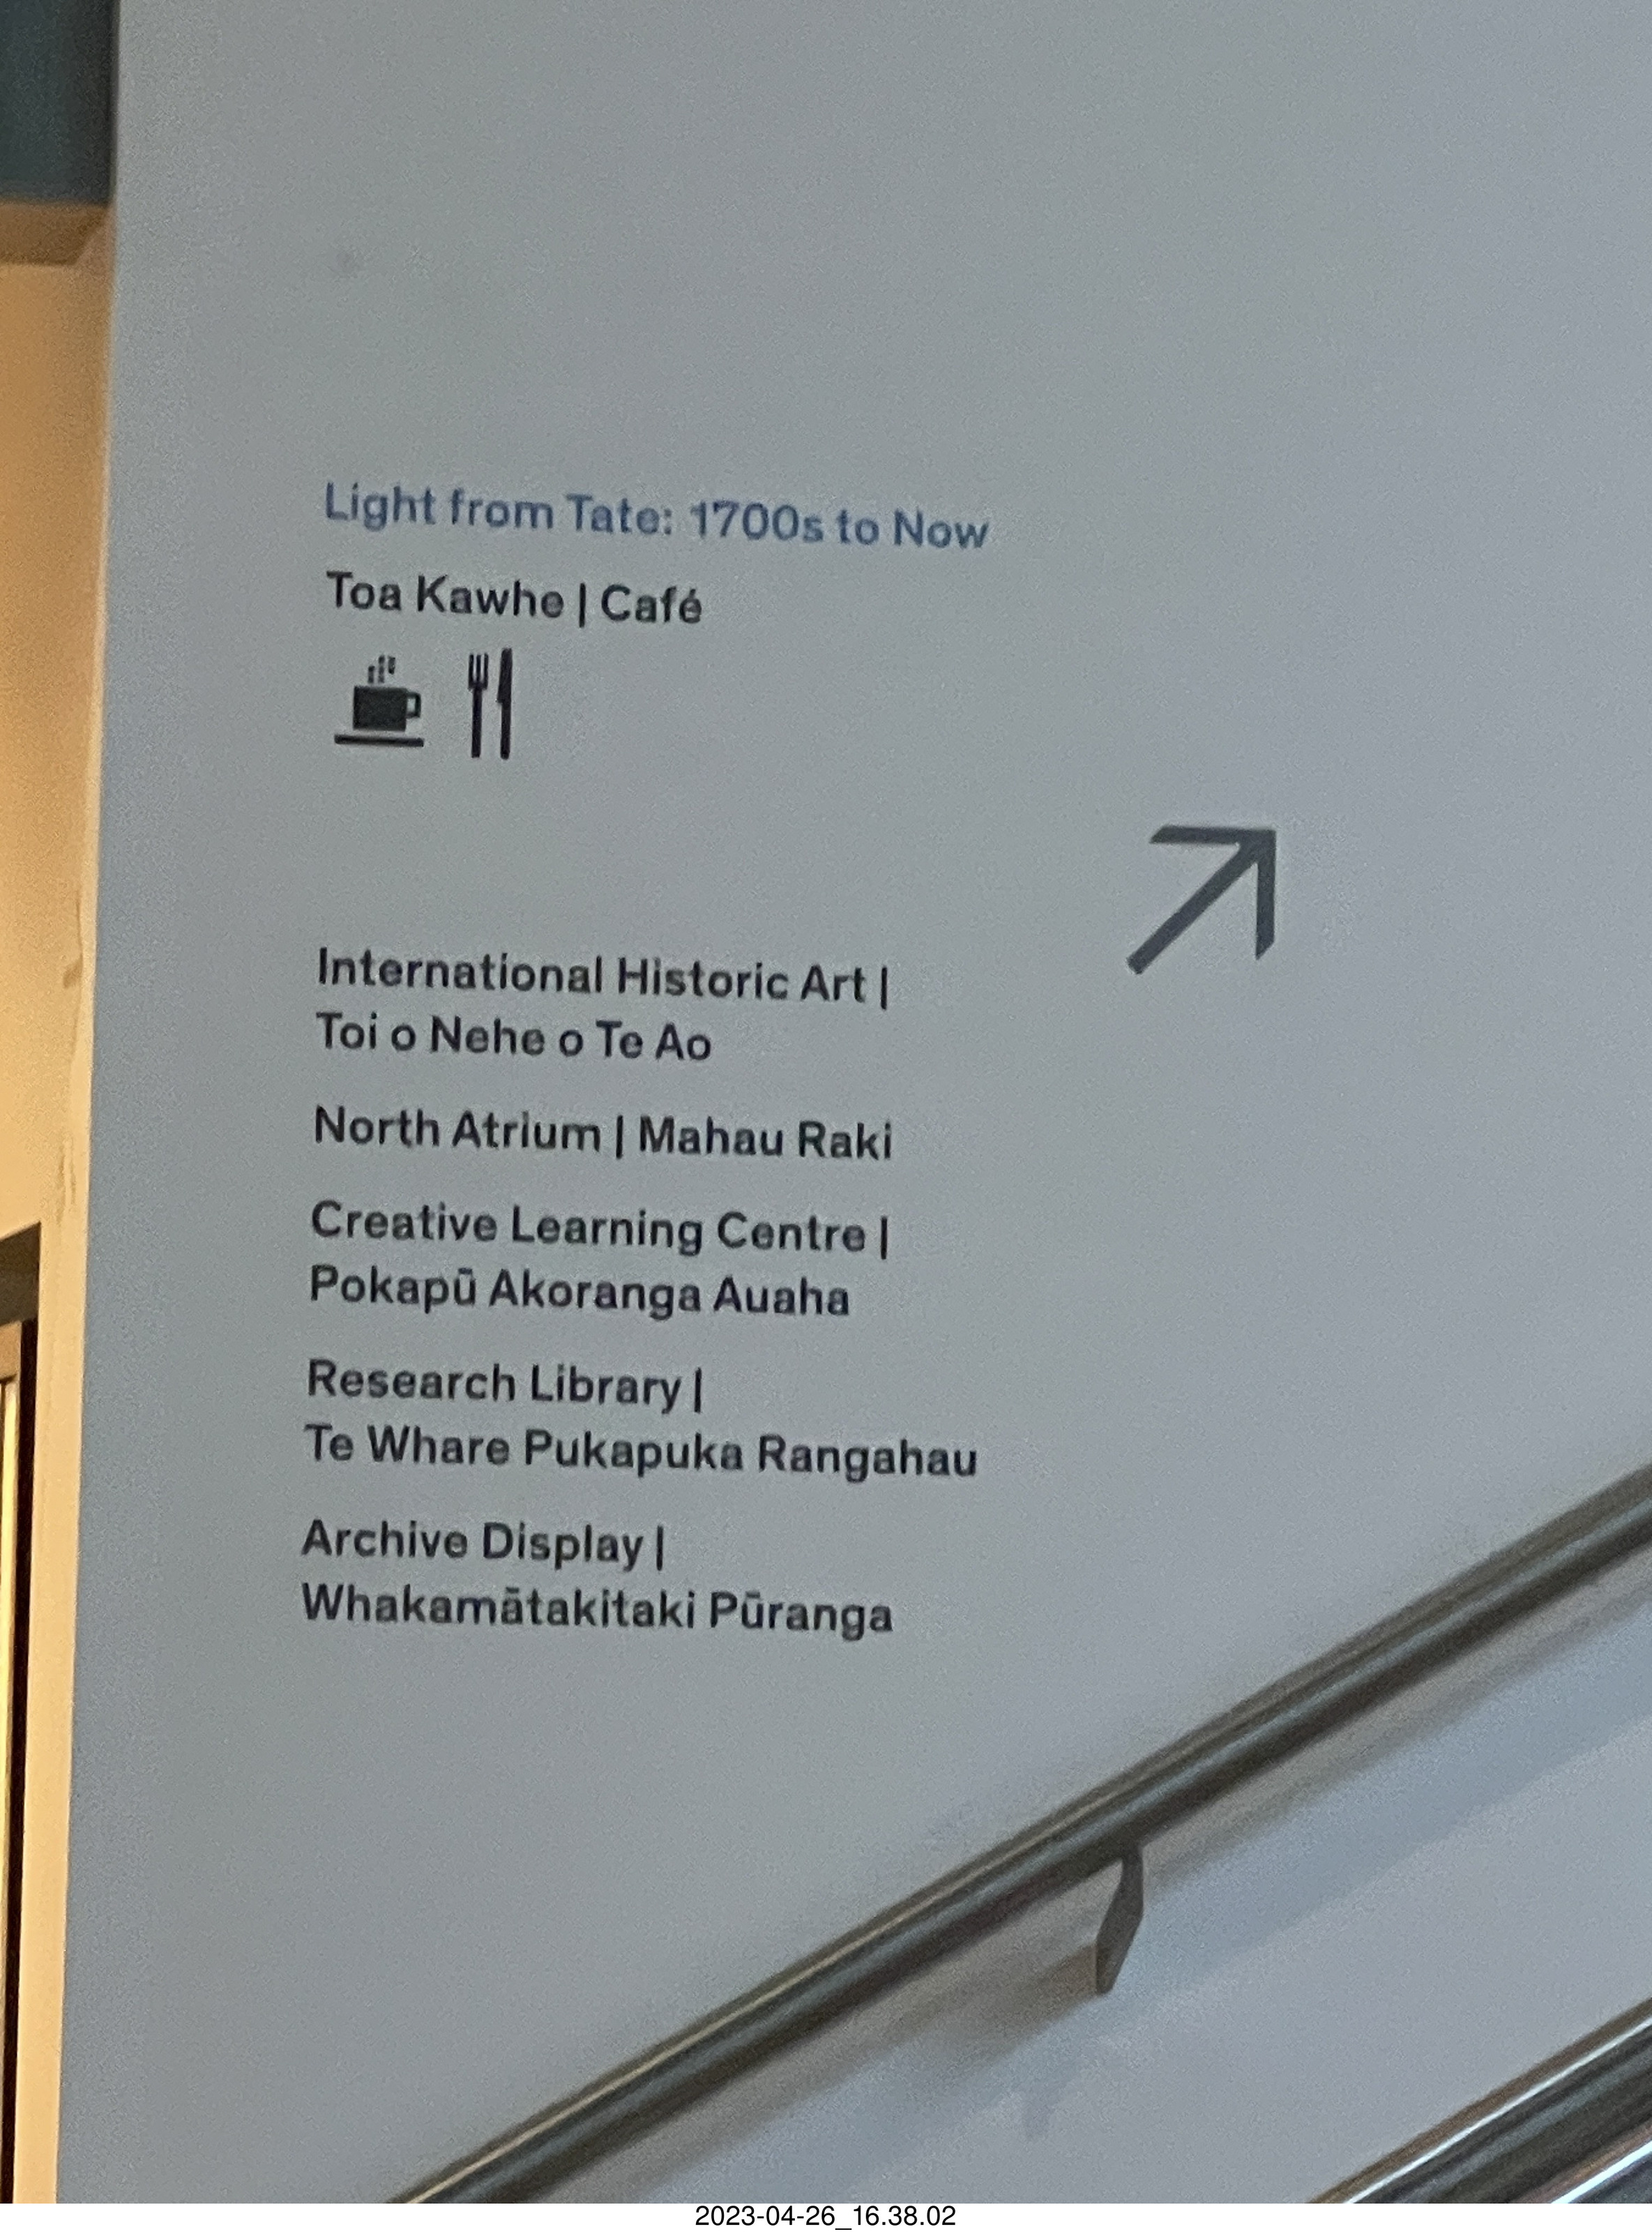 Light from Tate: 1700s to Now
Toa Kawhe | Café
International Historic Art |
Toi o Nehe o Te Ao
North Atrium | Mahau Raki
Creative Learning Centre |
Pokapū Akoranga Auaha
Research Library |
Te Whare Pukapuka Rangahau
Archive Display |
Whakamātakitaki Pūranga
2023-04-26_16.38.02